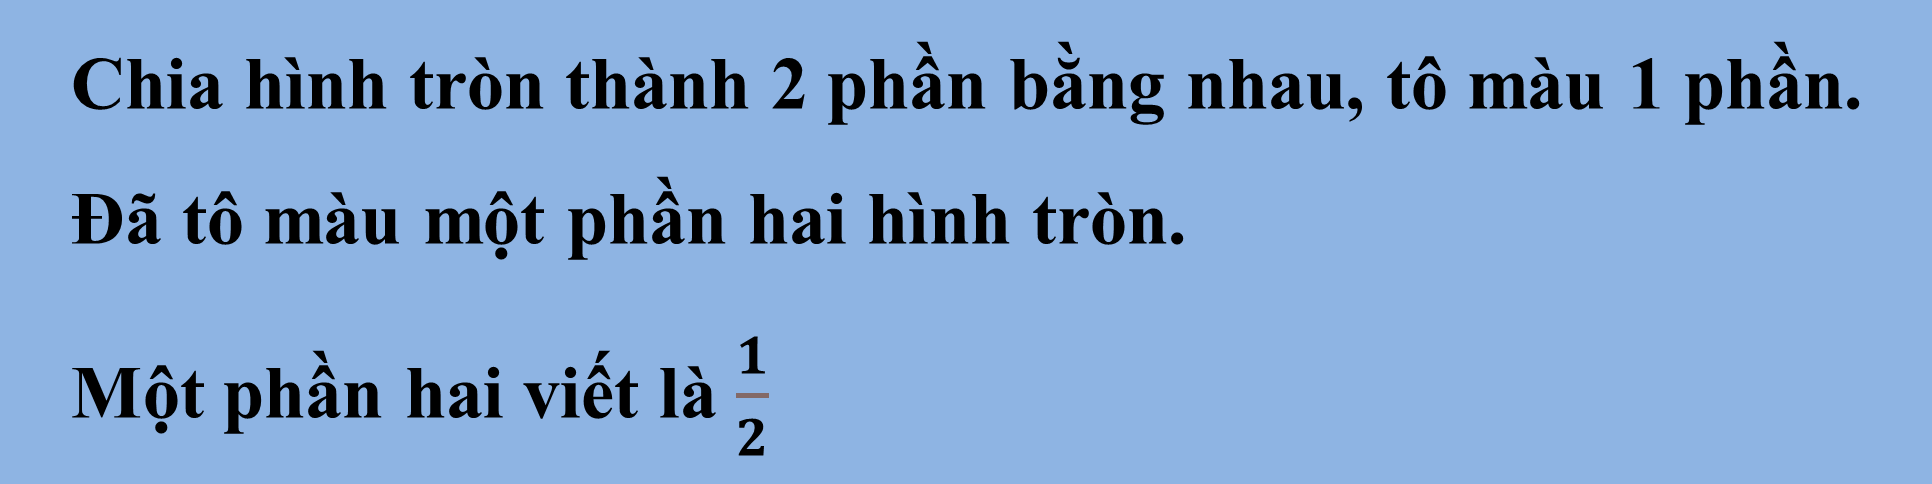 Chia hình tròn thành 2 phần bằng nhau, tô màu 1 phần.
Đã tô màu một phần hai hình tròn.
Một phần hai viết là $\frac{1}{2}$